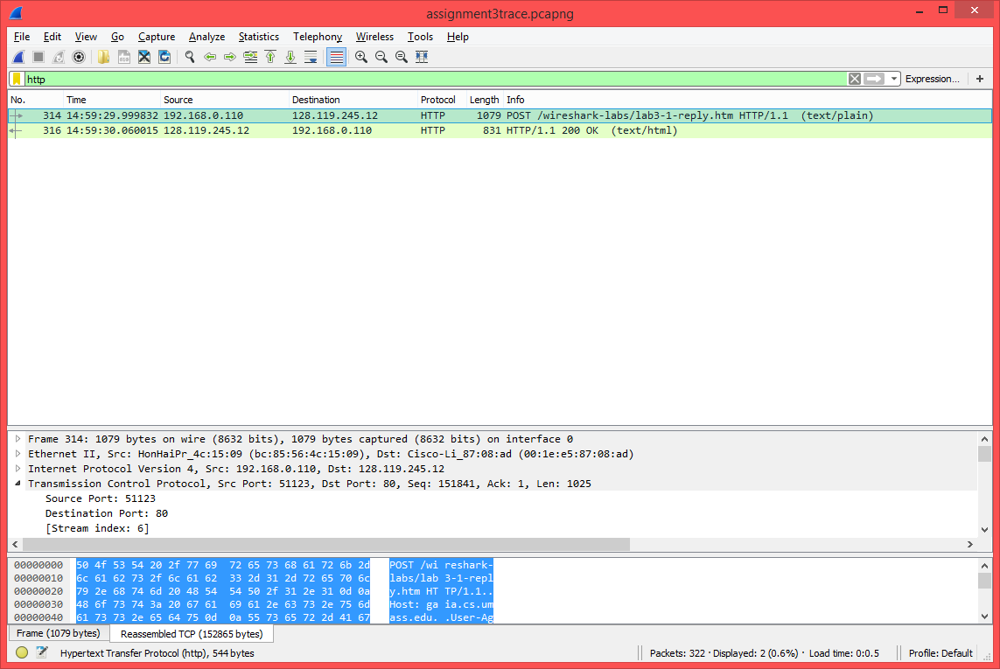 assignment3trace.pcapng
File Edit View Go Capture Analyze Statistics Telephony Wireless Tools Help
http Expression... +
No. Time Source Destination Protocol Length Info
314 14:59:29.999832 192.168.0.110 128.119.245.12 HTTP 1079 POST /wireshark-labs/lab3-1-reply.htm HTTP/1.1 (text/plain)
316 14:59:30.060015 128.119.245.12 192.168.0.110 HTTP 831 HTTP/1.1 200 OK (text/html)
Frame 314: 1079 bytes on wire (8632 bits), 1079 bytes captured (8632 bits) on interface 0
Ethernet II, Src: HonHaiPr_4c:15:09 (bc:85:56:4c:15:09), Dst: Cisco-Li_87:08:ad (00:1e:e5:87:08:ad)
Internet Protocol Version 4, Src: 192.168.0.110, Dst: 128.119.245.12
Transmission Control Protocol, Src Port: 51123, Dst Port: 80, Seq: 151841, Ack: 1, Len: 1025
Source Port: 51123
Destination Port: 80
[Stream index: 6]
00000000 50 4f 53 54 20 2f 77 69 72 65 73 68 61 72 6b 2d POST /wi reshark-
00000010 6c 61 62 73 2f 6c 61 62 33 2d 31 2d 72 65 70 6c labs/lab 3-1-repl
00000020 79 2e 68 74 6d 20 48 54 54 50 2f 31 2e 31 0d 0a y.htm HT TP/1.1..
00000030 48 6f 73 74 3a 20 67 61 69 61 2e 63 73 2e 75 6d Host: ga ia.cs.um
00000040 61 73 73 2e 65 64 75 0d 0a 55 73 65 72 2d 41 67 ass.edu. .User-Ag
Frame (1079 bytes) Reassembled TCP (152865 bytes)
Hypertext Transfer Protocol (http), 544 bytes Packets: 322 · Displayed: 2 (0.6%) · Load time: 0:0.5 Profile: Default